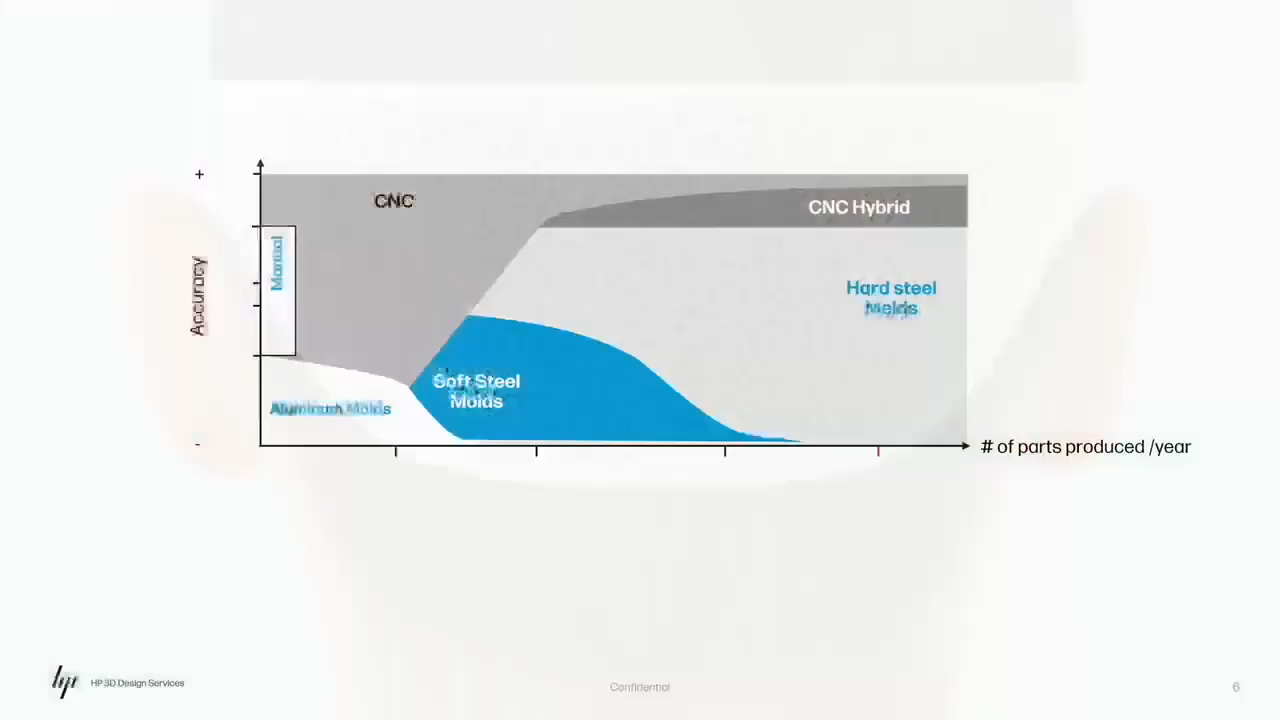 +
CNC
CNC Hybrid
Manual
Accuracy
Hard steel
Molds
Soft Steel
Molds
Aluminum Molds
-
# of parts produced /year
hp
HP 3D Design Services
Confidential
6